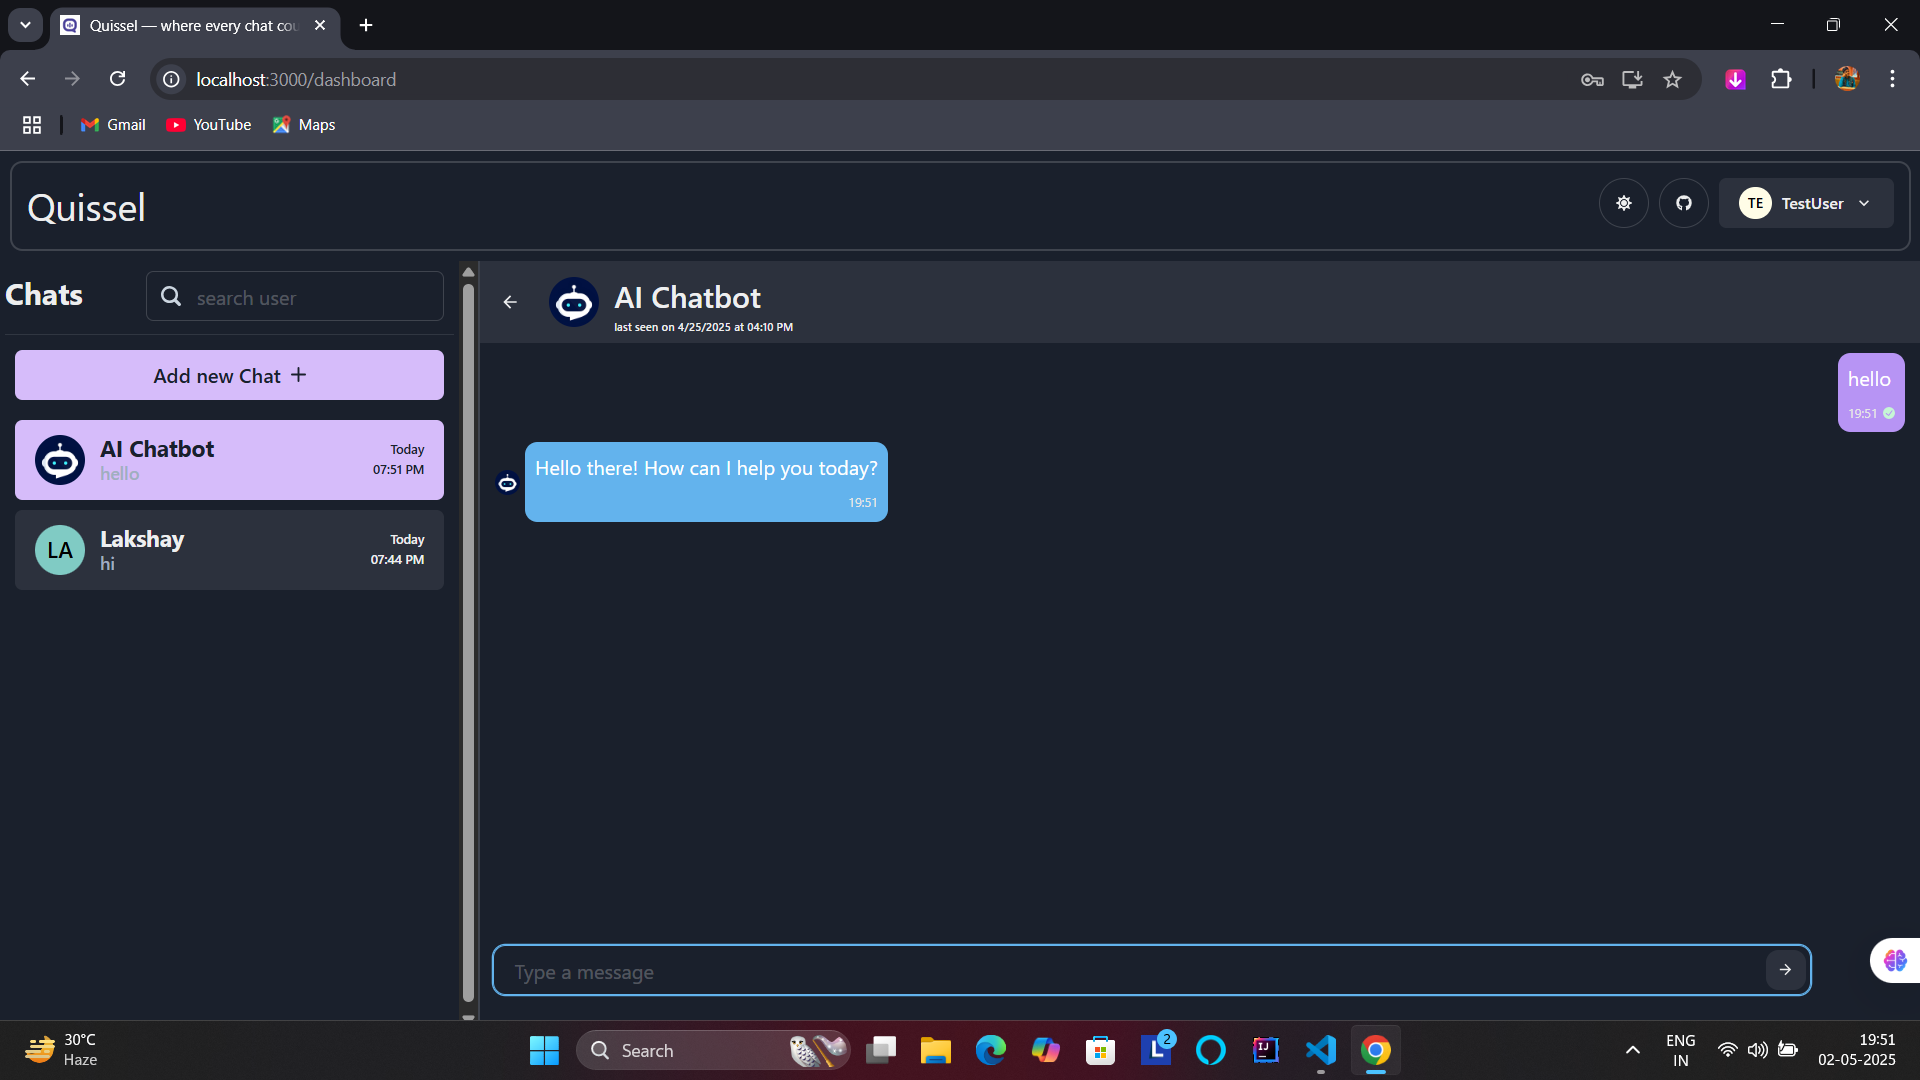 Quissel — where every chat cou
localhost:3000/dashboard
Gmail
YouTube
Maps
Quissel
TE
TestUser
Chats
search user
Add new Chat +
AI Chatbot
hello
Today
07:51 PM
LA
Lakshay
hi
Today
07:44 PM
AI Chatbot
last seen on 4/25/2025 at 04:10 PM
hello
19:51
Hello there! How can I help you today?
19:51
Type a message
30°C
Haze
Search
L
2
IJ
ENG
IN
19:51
02-05-2025